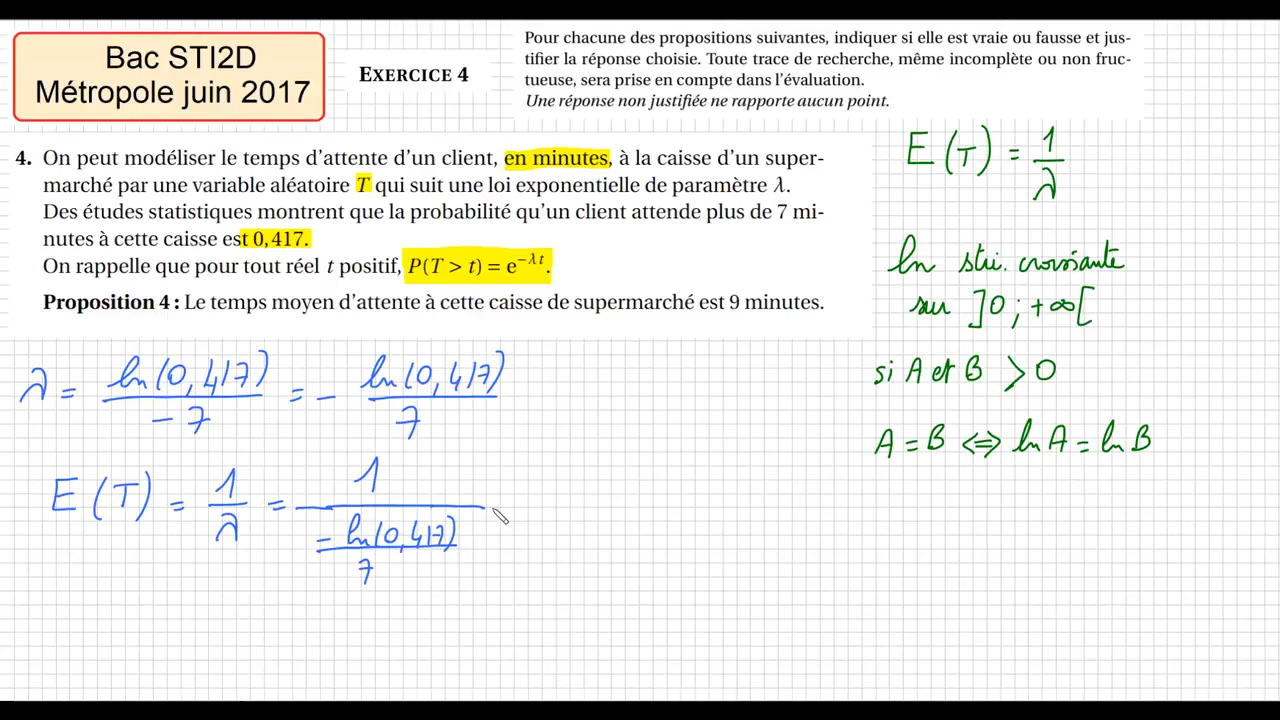 Bac STI2D
Métropole juin 2017
EXERCICE 4
Pour chacune des propositions suivantes, indiquer si elle est vraie ou fausse et jus-
tifier la réponse choisie. Toute trace de recherche, même incomplète ou non fruc-
tueuse, sera prise en compte dans l'évaluation.
Une réponse non justifiée ne rapporte aucun point.
4. On peut modéliser le temps d'attente d'un client, en minutes, à la caisse d'un super-
marché par une variable aléatoire T qui suit une loi exponentielle de paramètre λ.
Des études statistiques montrent que la probabilité qu'un client attende plus de 7 mi-
nutes à cette caisse est 0,417.
On rappelle que pour tout réel t positif, P(T > t) = e^{−λt}.
Proposition 4 : Le temps moyen d'attente à cette caisse de supermarché est 9 minutes.
E(T) = 1/λ
ln stri. croissante
sur ]0 ; +∞[
si A et B > 0
A = B ⇔ ln A = ln B
λ = ln(0,417)/−7 = − ln(0,417)/7
E(T) = 1/λ = 1/(− ln(0,417)/7)